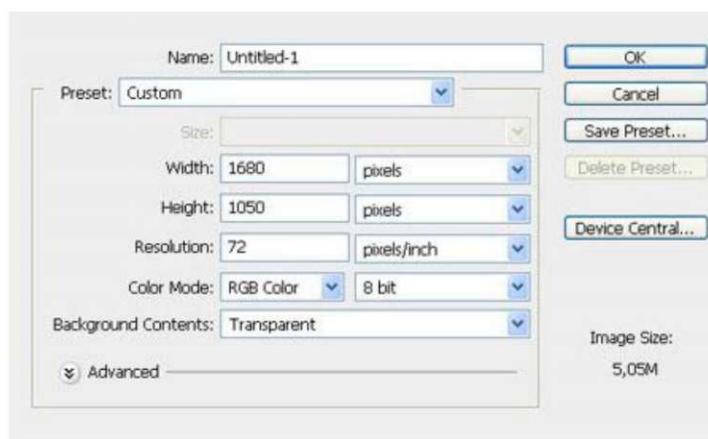 Name: Untitled-1
OK
Preset: Custom
Cancel
Size:
Save Preset...
Width: 1680 pixels
Delete Preset...
Height: 1050 pixels
Device Central...
Resolution: 72 pixels/inch
Color Mode: RGB Color 8 bit
Background Contents: Transparent
Image Size:
5,05M
Advanced